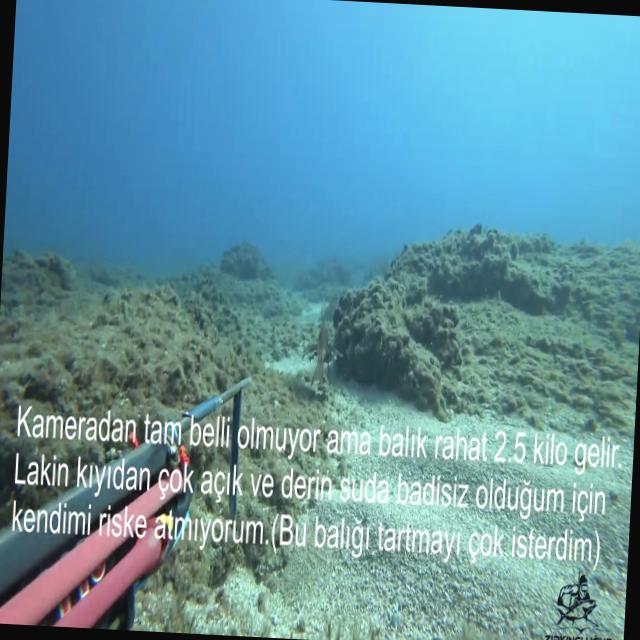 Kameradan tam belli olmuyor ama balık rahat 2.5 kilo gelir.
Lakin kıyıdan çok açık ve derin suda badisiz olduğum için
kendimi riske atmıyorum.(Bu balığı tartmayı çok isterdim)